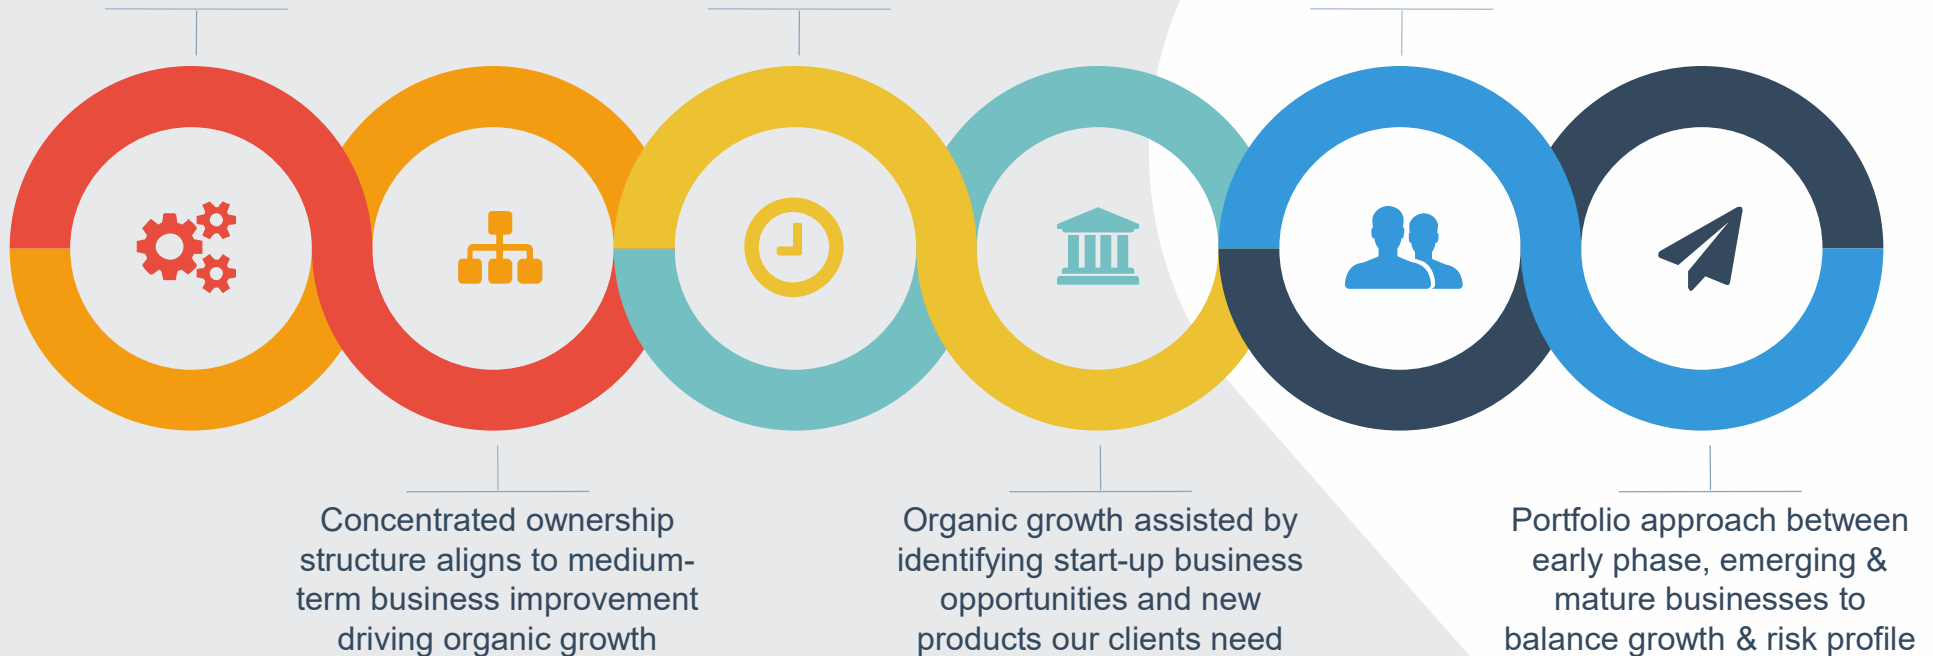 Concentrated ownership
structure aligns to medium-
term business improvement
driving organic growth
Organic growth assisted by
identifying start-up business
opportunities and new
products our clients need
Portfolio approach between
early phase, emerging &
mature businesses to
balance growth & risk profile